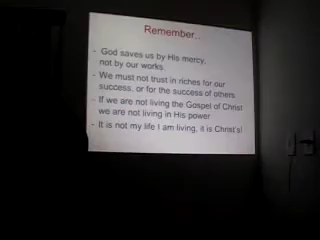 Remember..
- God saves us by His mercy,
not by our works.
- We must not trust in riches for our
success, or for the success of others
- If we are not living the Gospel of Christ
we are not living in His power
- It is not my life I am living, it is Christ's!